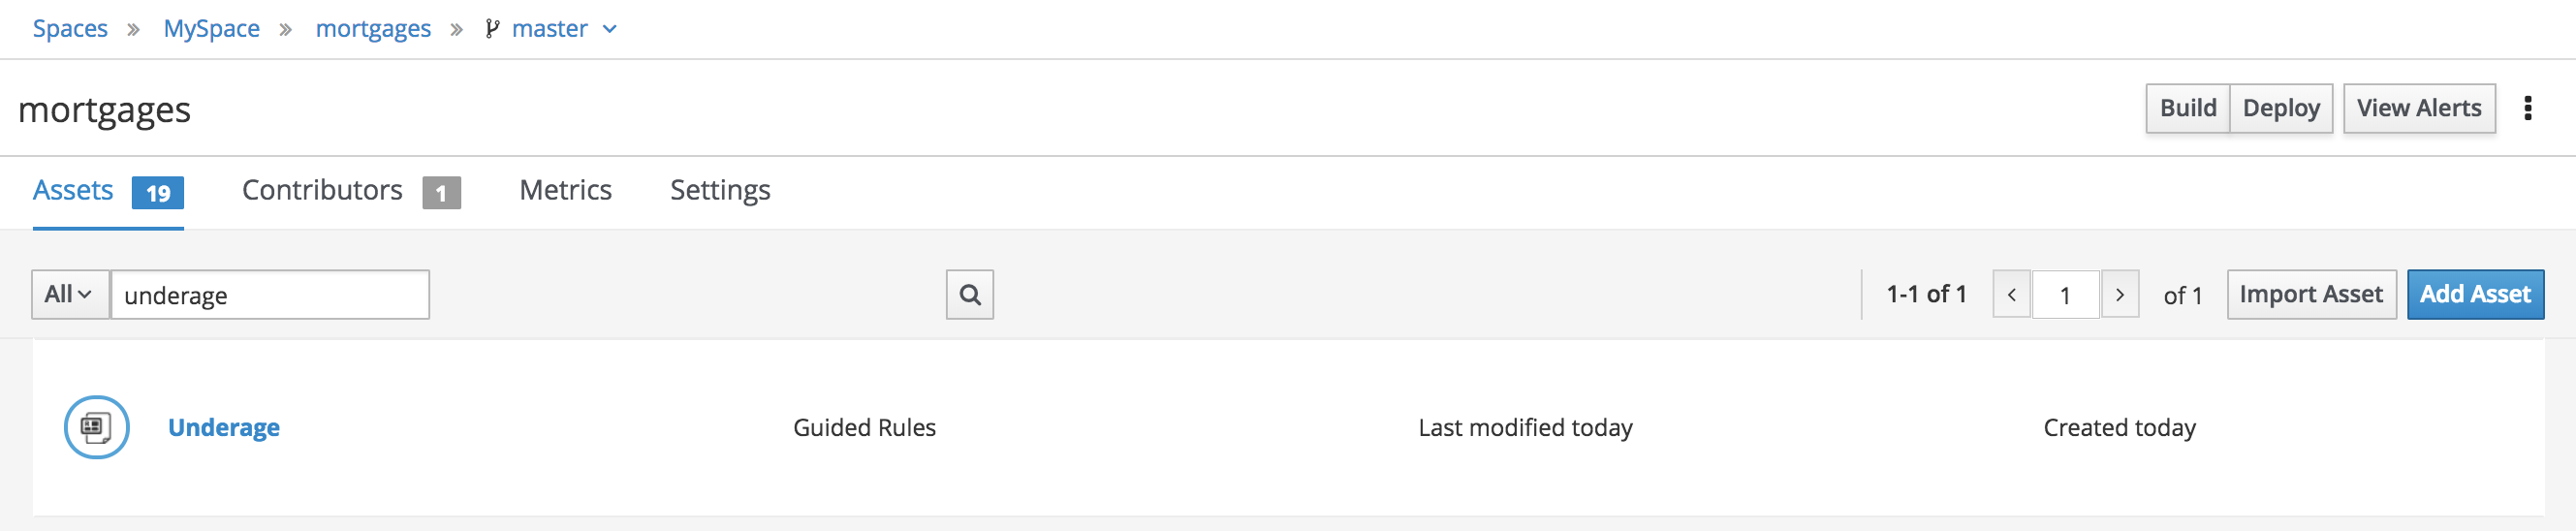 Spaces » MySpace » mortgages » master
mortgages
Build Deploy View Alerts
Assets 19 Contributors 1 Metrics Settings
All underage 1-1 of 1 < 1 > of 1 Import Asset Add Asset
Underage Guided Rules Last modified today Created today